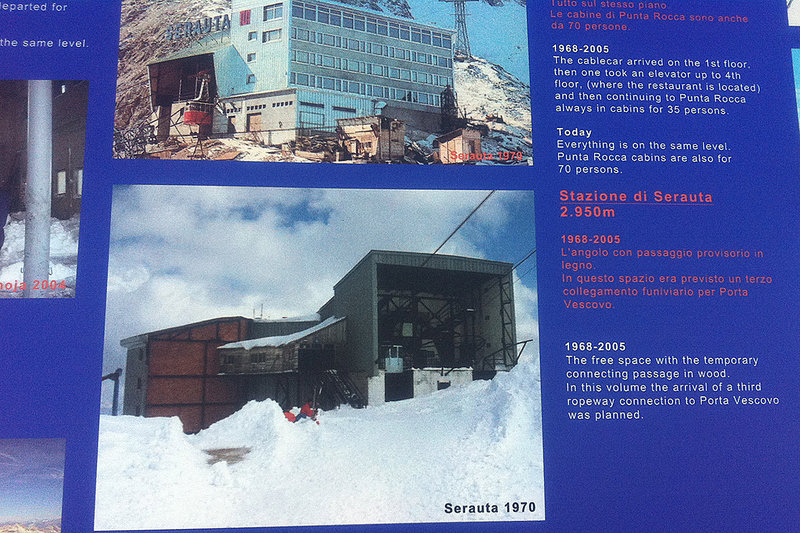 departed for
the same level.
SERAUTA
Serauta 1970
2004
Serauta 1970
Tutto sul stesso piano.
Le cabine di Punta Rocca sono anche
da 70 persone.
1968-2005
The cablecar arrived on the 1st floor,
then one took an elevator up to 4th
floor, (where the restaurant is located)
and then continuing to Punta Rocca
always in cabins for 35 persons.
Today
Everything is on the same level.
Punta Rocca cabins are also for
70 persons.
Stazione di Serauta
2.950m
1968-2005
L'angolo con passaggio provisorio in
legno.
In questo spazio era previsto un terzo
collegamento funiviario per Porta
Vescovo.
1968-2005
The free space with the temporary
connecting passage in wood.
In this volume the arrival of a third
ropeway connection to Porta Vescovo
was planned.